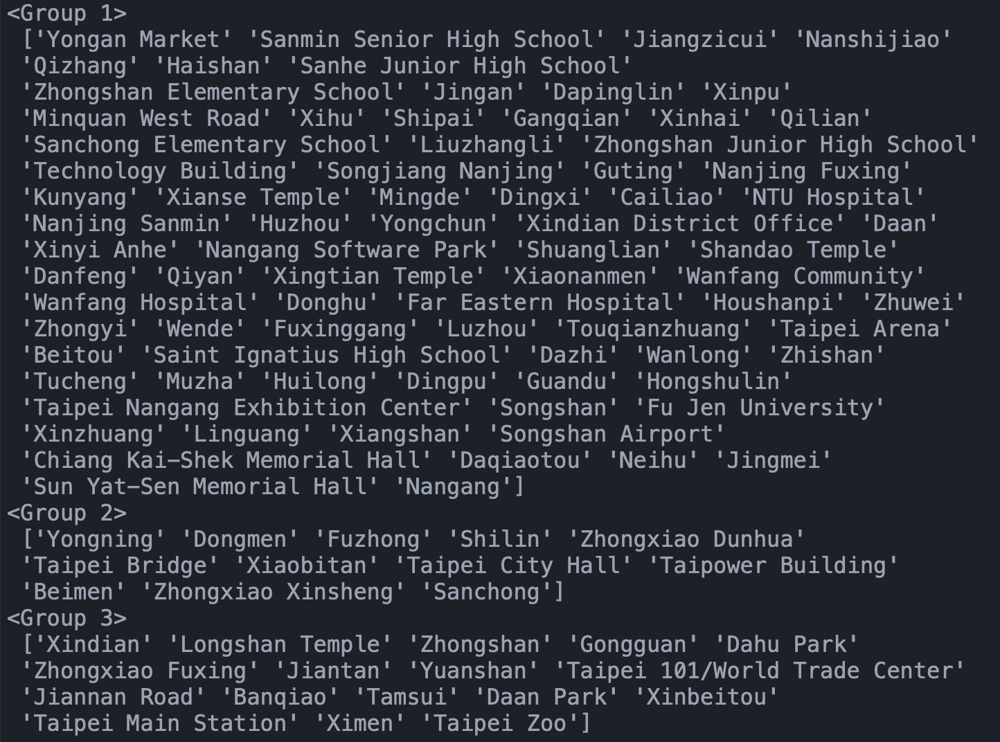 <Group 1>
['Yongan Market' 'Sanmin Senior High School' 'Jiangzicui' 'Nanshijiao'
'Qizhang' 'Haishan' 'Sanhe Junior High School'
'Zhongshan Elementary School' 'Jingan' 'Dapinglin' 'Xinpu'
'Minquan West Road' 'Xihu' 'Shipai' 'Gangqian' 'Xinhai' 'Qilian'
'Sanchong Elementary School' 'Liuzhangli' 'Zhongshan Junior High School'
'Technology Building' 'Songjiang Nanjing' 'Guting' 'Nanjing Fuxing'
'Kunyang' 'Xianse Temple' 'Mingde' 'Dingxi' 'Cailiao' 'NTU Hospital'
'Nanjing Sanmin' 'Huzhou' 'Yongchun' 'Xindian District Office' 'Daan'
'Xinyi Anhe' 'Nangang Software Park' 'Shuanglian' 'Shandao Temple'
'Danfeng' 'Qiyan' 'Xingtian Temple' 'Xiaonanmen' 'Wanfang Community'
'Wanfang Hospital' 'Donghu' 'Far Eastern Hospital' 'Houshanpi' 'Zhuwei'
'Zhongyi' 'Wende' 'Fuxinggang' 'Luzhou' 'Touqianzhuang' 'Taipei Arena'
'Beitou' 'Saint Ignatius High School' 'Dazhi' 'Wanlong' 'Zhishan'
'Tucheng' 'Muzha' 'Huilong' 'Dingpu' 'Guandu' 'Hongshulin'
'Taipei Nangang Exhibition Center' 'Songshan' 'Fu Jen University'
'Xinzhuang' 'Linguang' 'Xiangshan' 'Songshan Airport'
'Chiang Kai-Shek Memorial Hall' 'Daqiaotou' 'Neihu' 'Jingmei'
'Sun Yat-Sen Memorial Hall' 'Nangang']
<Group 2>
['Yongning' 'Dongmen' 'Fuzhong' 'Shilin' 'Zhongxiao Dunhua'
'Taipei Bridge' 'Xiaobitan' 'Taipei City Hall' 'Taipower Building'
'Beimen' 'Zhongxiao Xinsheng' 'Sanchong']
<Group 3>
['Xindian' 'Longshan Temple' 'Zhongshan' 'Gongguan' 'Dahu Park'
'Zhongxiao Fuxing' 'Jiantan' 'Yuanshan' 'Taipei 101/World Trade Center'
'Jiannan Road' 'Banqiao' 'Tamsui' 'Daan Park' 'Xinbeitou'
'Taipei Main Station' 'Ximen' 'Taipei Zoo']